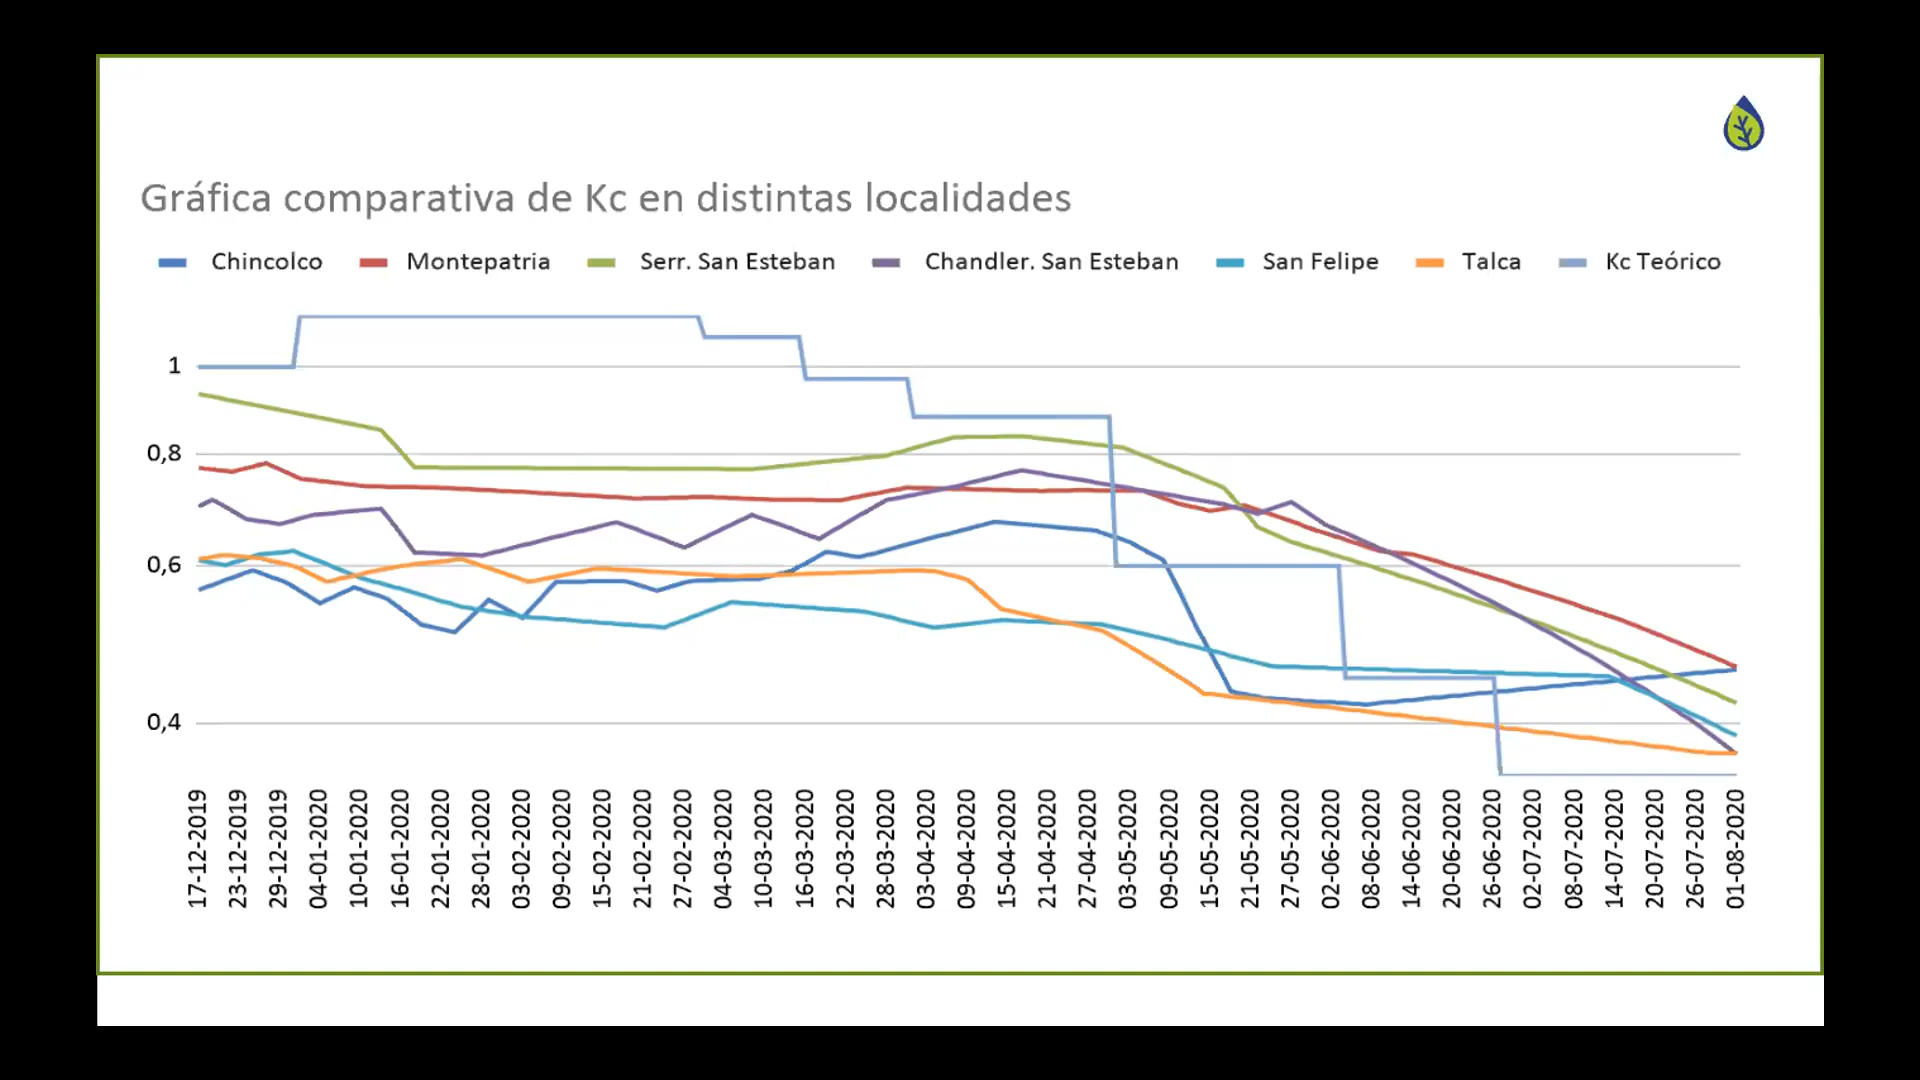 Gráfica comparativa de Kc en distintas localidades
Chincolco Montepatria Serr. San Esteban Chandler. San Esteban San Felipe Talca Kc Teórico
1
0,8
0,6
0,4
17-12-2019 23-12-2019 29-12-2019 04-01-2020 10-01-2020 16-01-2020 22-01-2020 28-01-2020 03-02-2020 09-02-2020 15-02-2020 21-02-2020 27-02-2020 04-03-2020 10-03-2020 16-03-2020 22-03-2020 28-03-2020 03-04-2020 09-04-2020 15-04-2020 21-04-2020 27-04-2020 03-05-2020 09-05-2020 15-05-2020 21-05-2020 27-05-2020 02-06-2020 08-06-2020 14-06-2020 20-06-2020 26-06-2020 02-07-2020 08-07-2020 14-07-2020 20-07-2020 26-07-2020 01-08-2020